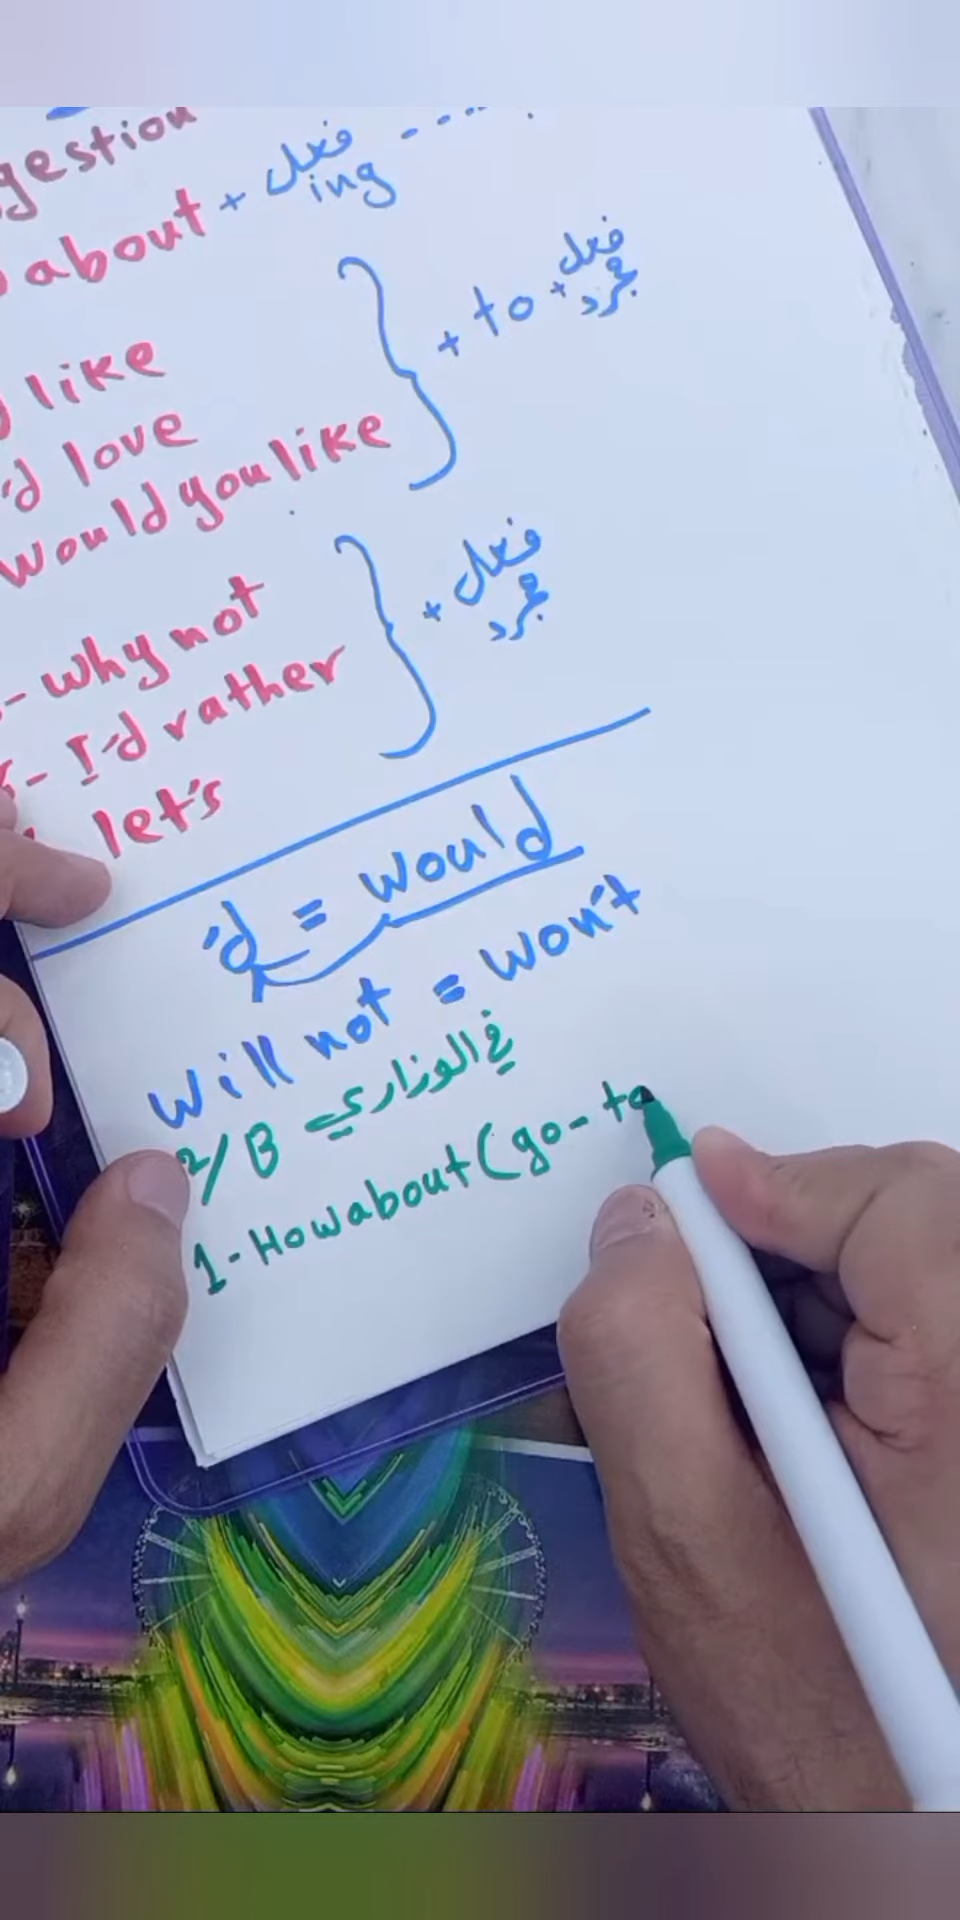 gestion
about + فعل ing ....
like
'd love
would you like
+ to + فعل مجرد
- why not
- I'd rather
let's
+ فعل مجرد
'd = would
will not = won't
2/B في الوزاري
1- How about (go - to